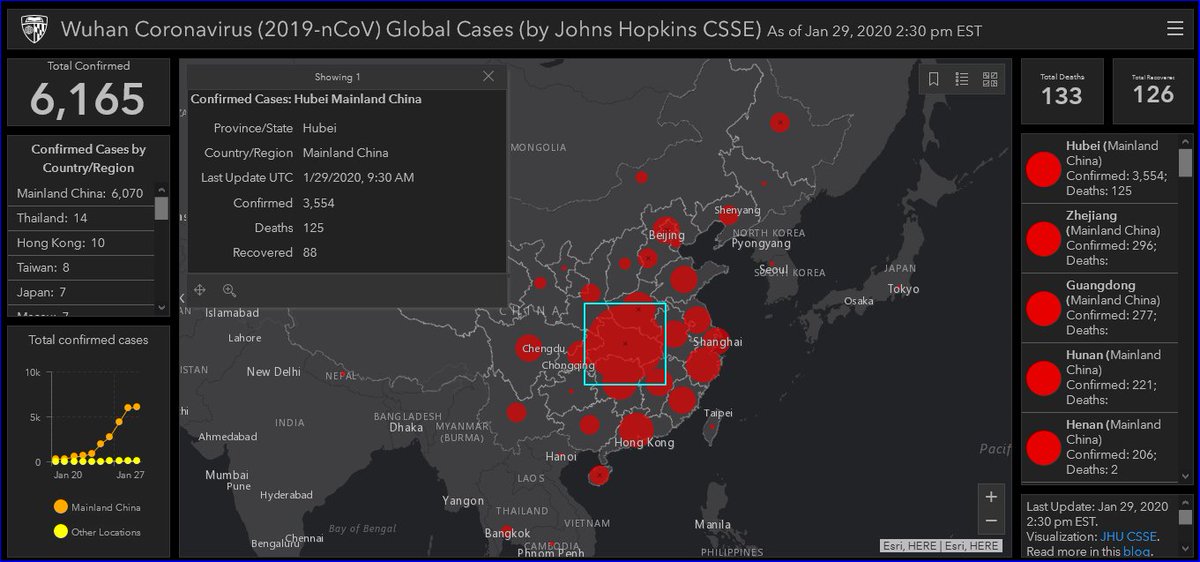 Wuhan Coronavirus (2019-nCoV) Global Cases (by Johns Hopkins CSSE) As of Jan 29, 2020 2:30 pm EST
Total Confirmed
6,165
Confirmed Cases by
Country/Region
Mainland China: 6,070
Thailand: 14
Hong Kong: 10
Taiwan: 8
Japan: 7
Total confirmed cases
10k
5k
0
Jan 20
Jan 27
Mainland China
Other Locations
Showing 1
Confirmed Cases: Hubei Mainland China
Province/State Hubei
Country/Region Mainland China
Last Update UTC 1/29/2020, 9:30 AM
Confirmed 3,554
Deaths 125
Recovered 88
MONGOLIA
Shenyang
Beijing
NORTH KOREA
Pyongyang
Seoul
SOUTH KOREA
JAPAN
Tokyo
Osaka
CHINA
Islamabad
Lahore
Shanghai
Chengdu
Chongqing
New Delhi
NEPAL
BANGLADESH
Dhaka
INDIA
MYANMAR
(BURMA)
Taipei
Ahmedabad
Hong Kong
Hanoi
Mumbai
Pune
LAOS
Hyderabad
Yangon
THAILAND
VIETNAM
Manila
Bay of Bengal
Bangkok
Bengaluru
Chennai
CAMBODIA
Phnom Penh
PHILIPPINES
Pacif
+
−
Esri, HERE | Esri, HERE
Total Deaths
133
Total Recovered
126
Hubei (Mainland
China)
Confirmed: 3,554;
Deaths: 125
Zhejiang
(Mainland China)
Confirmed: 296;
Deaths:
Guangdong
(Mainland China)
Confirmed: 277;
Deaths:
Hunan (Mainland
China)
Confirmed: 221;
Deaths:
Henan (Mainland
China)
Confirmed: 206;
Deaths: 2
Last Update: Jan 29, 2020
2:30 pm EST.
Visualization: JHU CSSE.
Read more in this blog.